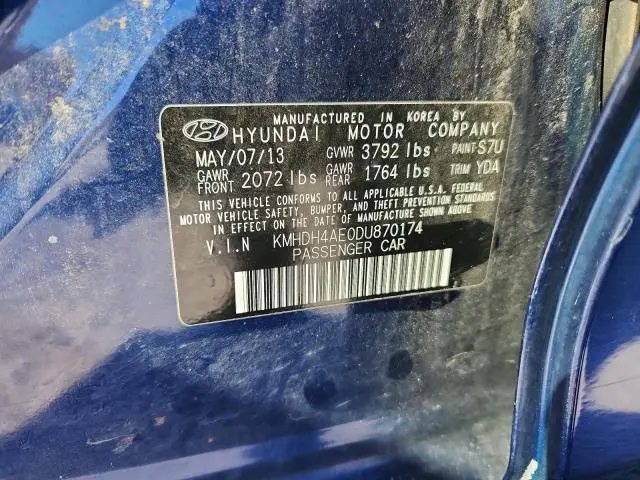 MANUFACTURED IN KOREA BY
HYUNDAI MOTOR COMPANY
MAY/07/13 GVWR 3792 lbs PAINT S7U
GAWR FRONT 2072 lbs GAWR REAR 1764 lbs TRIM YDA
THIS VEHICLE CONFORMS TO ALL APPLICABLE U.S.A. FEDERAL
MOTOR VEHICLE SAFETY, BUMPER, AND THEFT PREVENTION STANDARDS
IN EFFECT ON THE DATE OF MANUFACTURE SHOWN ABOVE.
V.I.N KMHDH4AE0DU870174
PASSENGER CAR